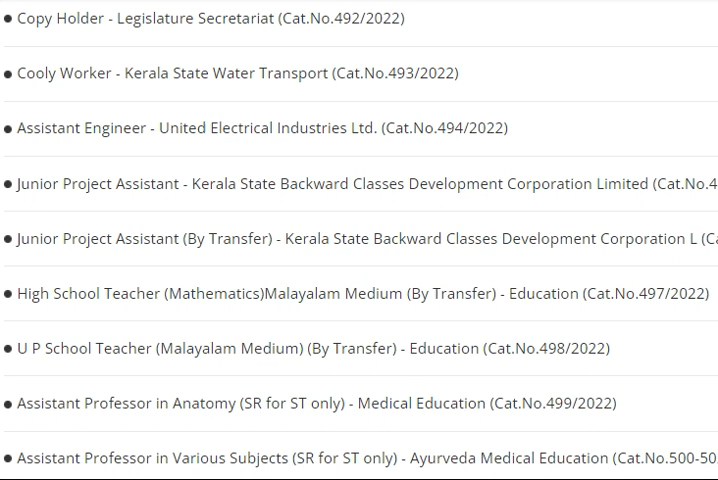 Copy Holder - Legislature Secretariat (Cat.No.492/2022)
Cooly Worker - Kerala State Water Transport (Cat.No.493/2022)
Assistant Engineer - United Electrical Industries Ltd. (Cat.No.494/2022)
Junior Project Assistant - Kerala State Backward Classes Development Corporation Limited (Cat.No.4
Junior Project Assistant (By Transfer) - Kerala State Backward Classes Development Corporation L (Ca
High School Teacher (Mathematics)Malayalam Medium (By Transfer) - Education (Cat.No.497/2022)
U P School Teacher (Malayalam Medium) (By Transfer) - Education (Cat.No.498/2022)
Assistant Professor in Anatomy (SR for ST only) - Medical Education (Cat.No.499/2022)
Assistant Professor in Various Subjects (SR for ST only) - Ayurveda Medical Education (Cat.No.500-50